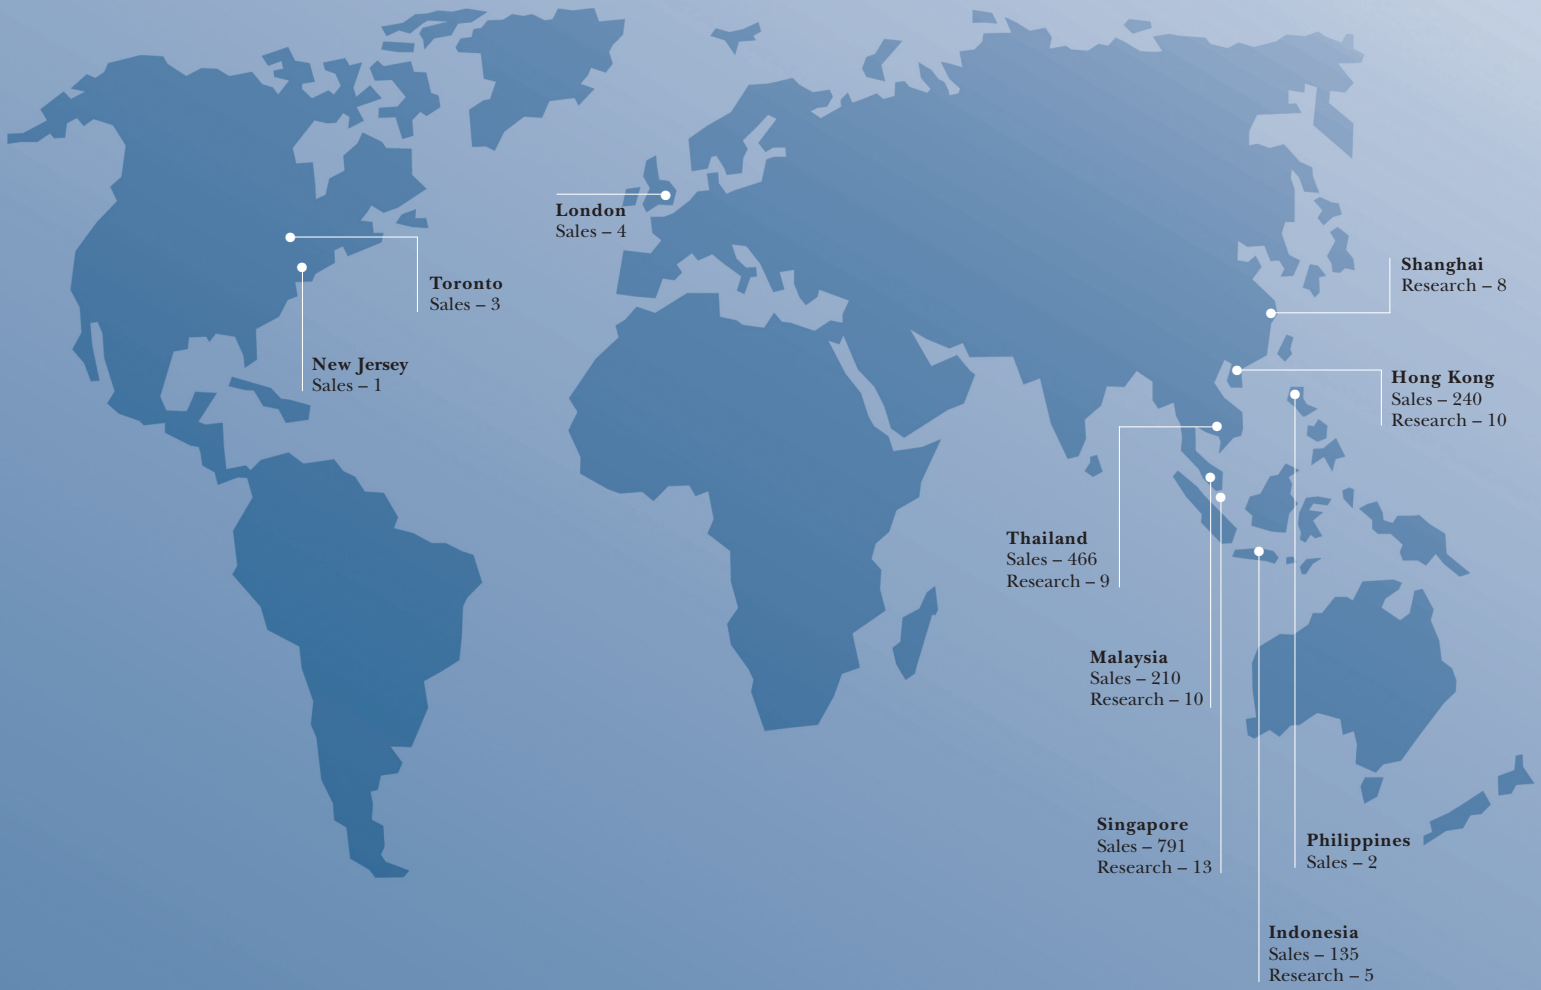 London
Sales – 4
Toronto
Sales – 3
New Jersey
Sales – 1
Shanghai
Research – 8
Hong Kong
Sales – 240
Research – 10
Thailand
Sales – 466
Research – 9
Malaysia
Sales – 210
Research – 10
Singapore
Sales – 791
Research – 13
Philippines
Sales – 2
Indonesia
Sales – 135
Research – 5